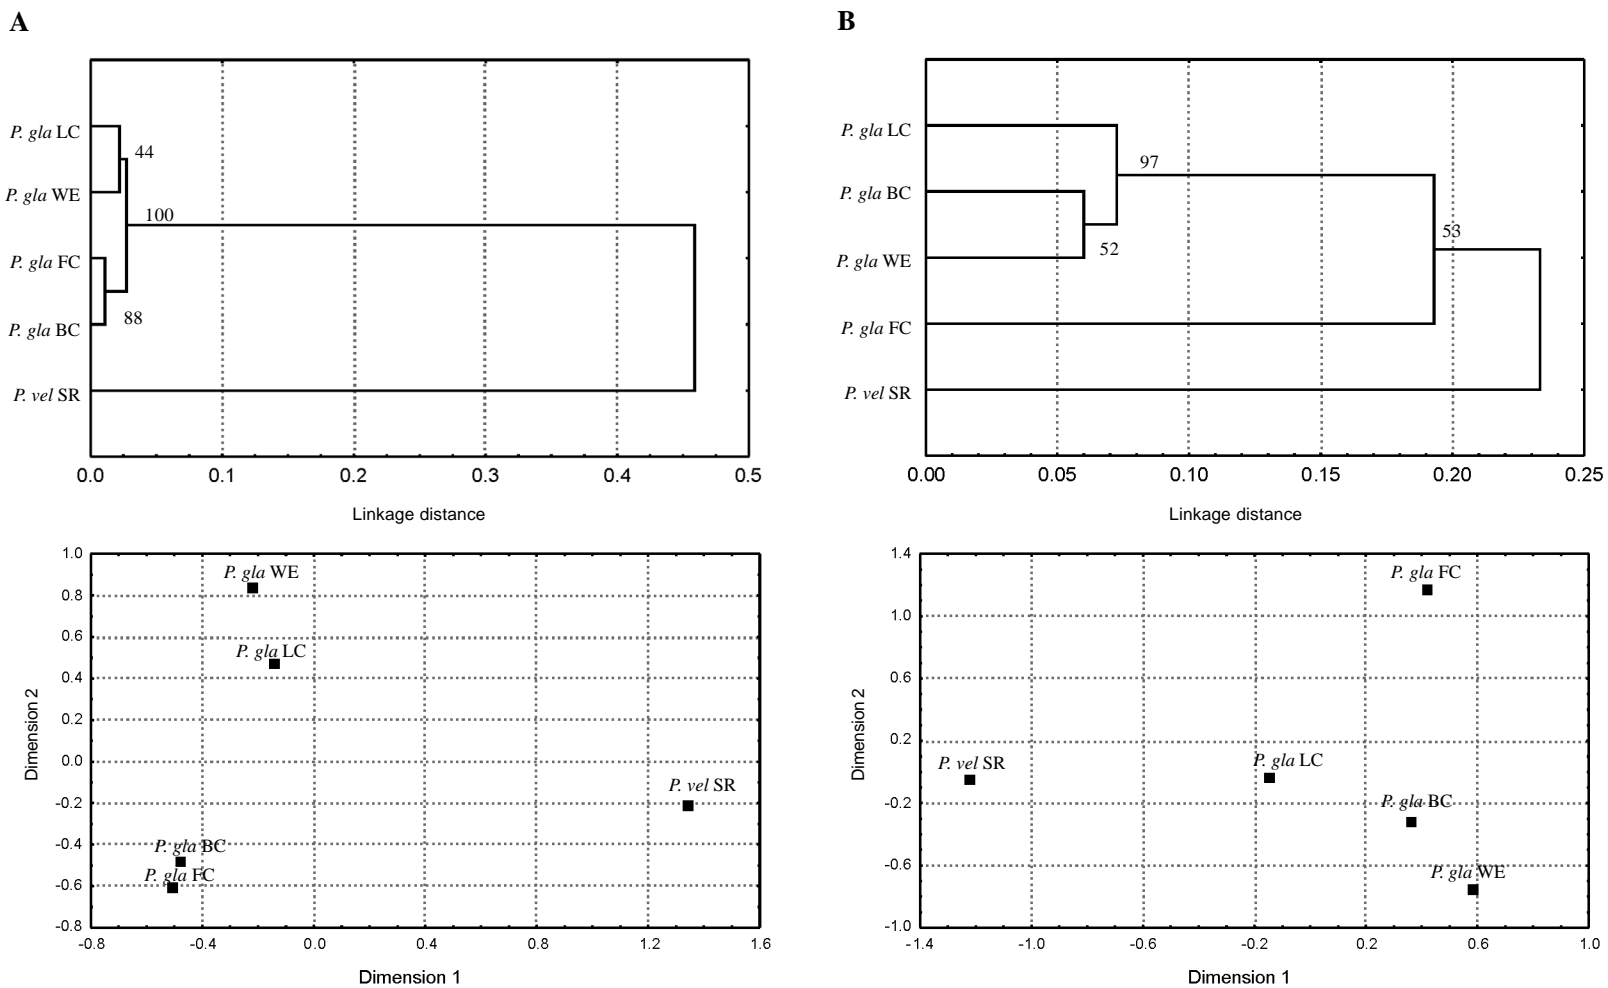 A
B
P. gla LC
44
P. gla WE
100
P. gla FC
P. gla BC
88
P. vel SR
0.0 0.1 0.2 0.3 0.4 0.5
Linkage distance
P. gla LC
97
P. gla BC
P. gla WE
52
53
P. gla FC
P. vel SR
0.00 0.05 0.10 0.15 0.20 0.25
Linkage distance
1.0
0.8
0.6
0.4
0.2
0.0
-0.2
-0.4
-0.6
-0.8
Dimension 2
P. gla WE
P. gla LC
P. vel SR
P. gla BC
P. gla FC
-0.8 -0.4 0.0 0.4 0.8 1.2 1.6
Dimension 1
1.4
1.0
0.6
0.2
-0.2
-0.6
-1.0
Dimension 2
P. gla FC
P. vel SR
P. gla LC
P. gla BC
P. gla WE
-1.4 -1.0 -0.6 -0.2 0.2 0.6 1.0
Dimension 1